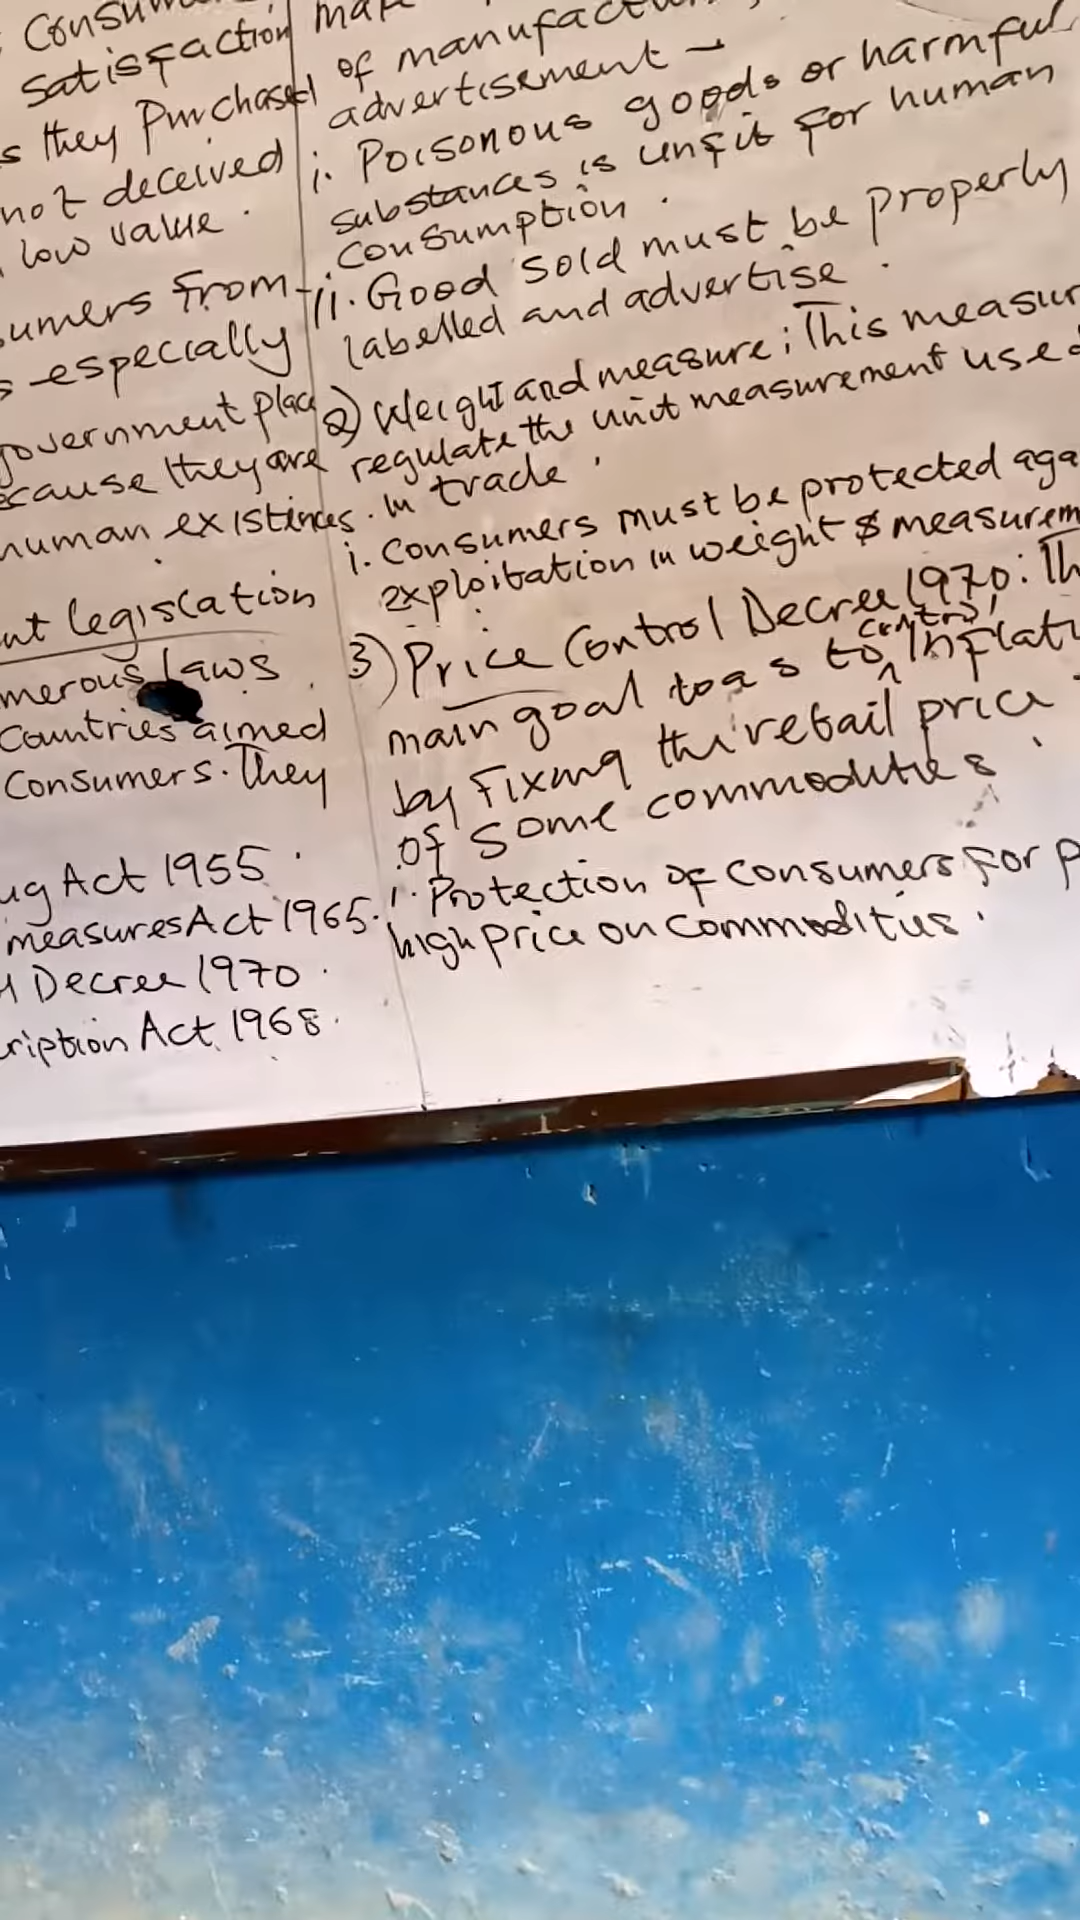 Consum
Satisfaction
s they Purchased
not deceived
low value.
umers from
s especially
government place
ecause they are
human existences.
nt legislation
merous laws
Countries aimed
Consumers. They
ug Act 1955.
measures Act 1965.
Decree 1970.
ription Act 1968.
of manufact
advertisement -
i. Poisonous goods or harmful
substances is unfit for human
consumption.
ii. Good sold must be properly
labelled and advertise.
2) Weight and measure; This measur
regulate the unit measurement used
in trade.
i. Consumers must be protected aga
exploitation in weight & measurem
3) Price Control Decree 1970: Th
main goal to control inflati
by Fixing the retail price
of some commodities.
i. Protection of consumers for p
high price on commodities.